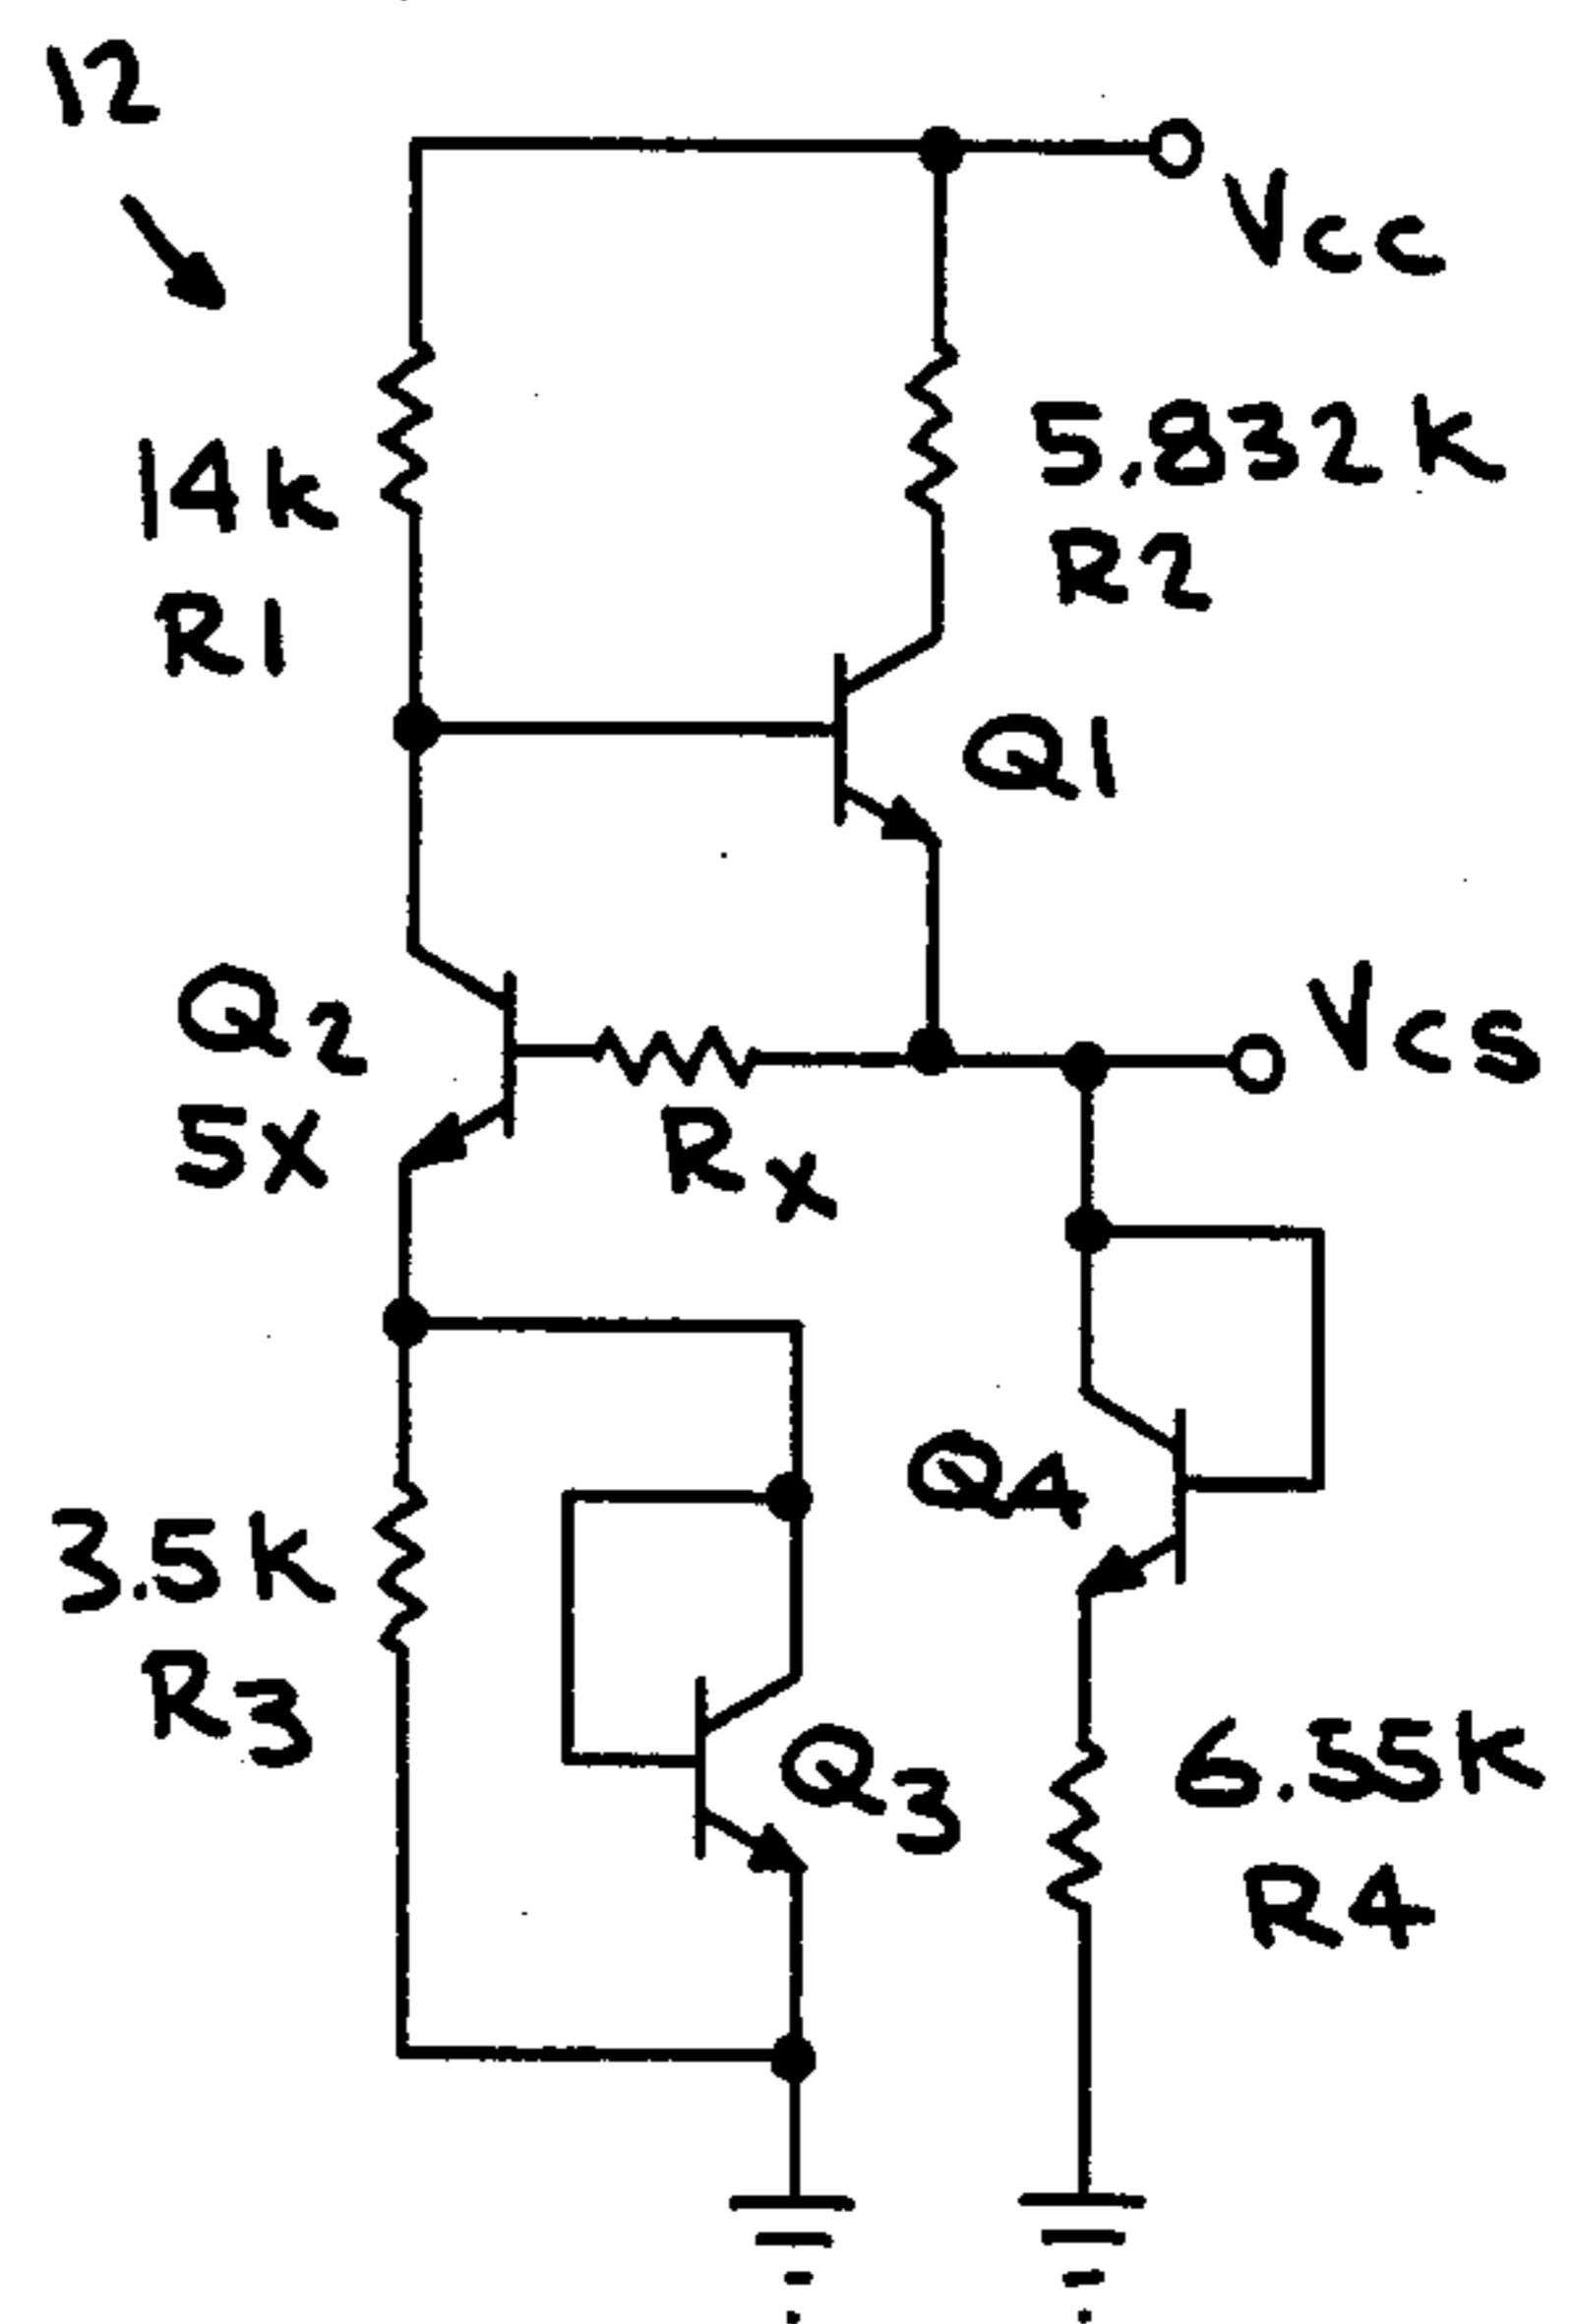 12
Vcc
14k
R1
5.832K
R2
Q1
Q2
5X
Rx
Vcs
3.5K
R3
Q3
Q4
6.55K
R4